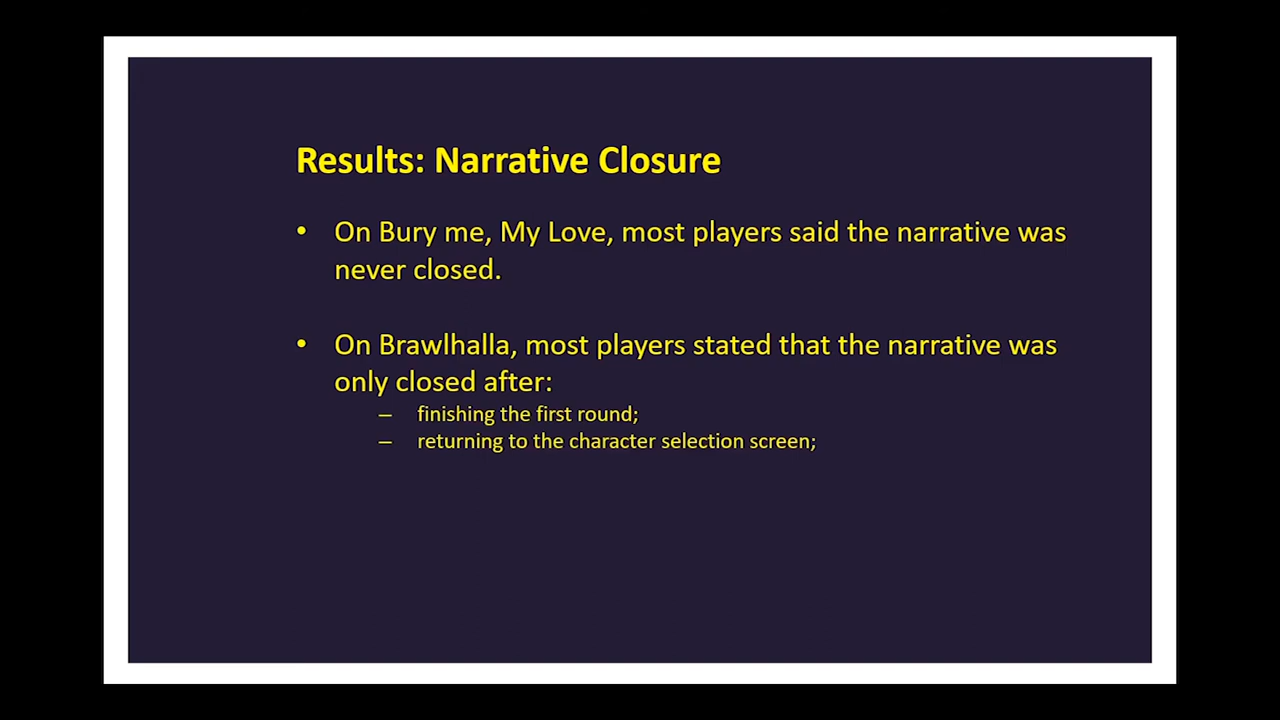 Results: Narrative Closure
• On Bury me, My Love, most players said the narrative was
never closed.
• On Brawlhalla, most players stated that the narrative was
only closed after:
– finishing the first round;
– returning to the character selection screen;